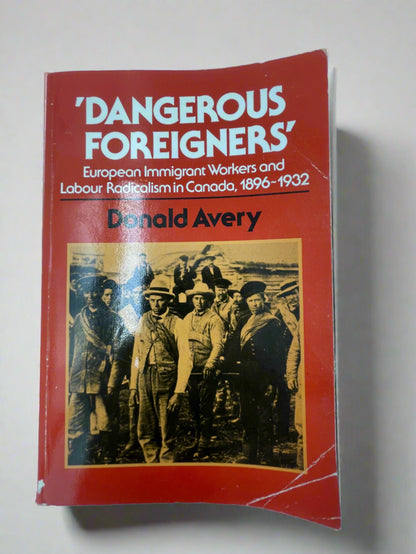 'DANGEROUS
FOREIGNERS'
European Immigrant Workers and
Labour Radicalism in Canada, 1896~1932
Donald Avery